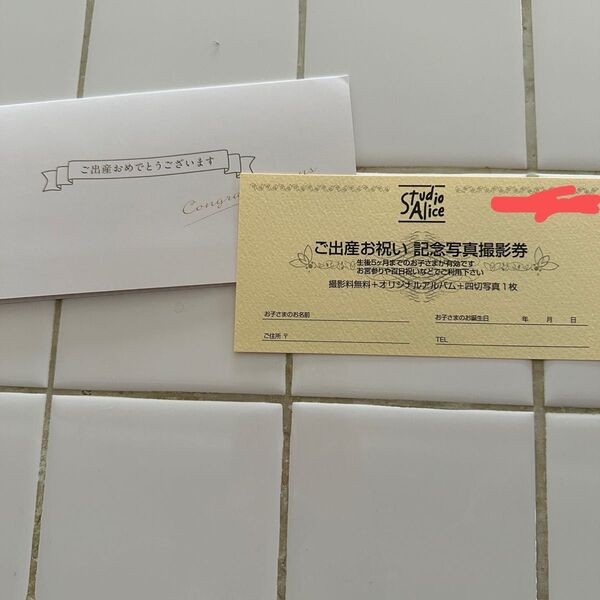 ご出産おめでとうございます
Studio
Alice
ご出産お祝い 記念写真撮影券
生後5ヶ月までのお子さまが有効です
お宮参りや百日祝いなどでご利用下さい
撮影料無料+オリジナルアルバム+四切写真1枚
お子さまのお名前
お子さまのお誕生日 年 月 日
ご住所 〒
TEL